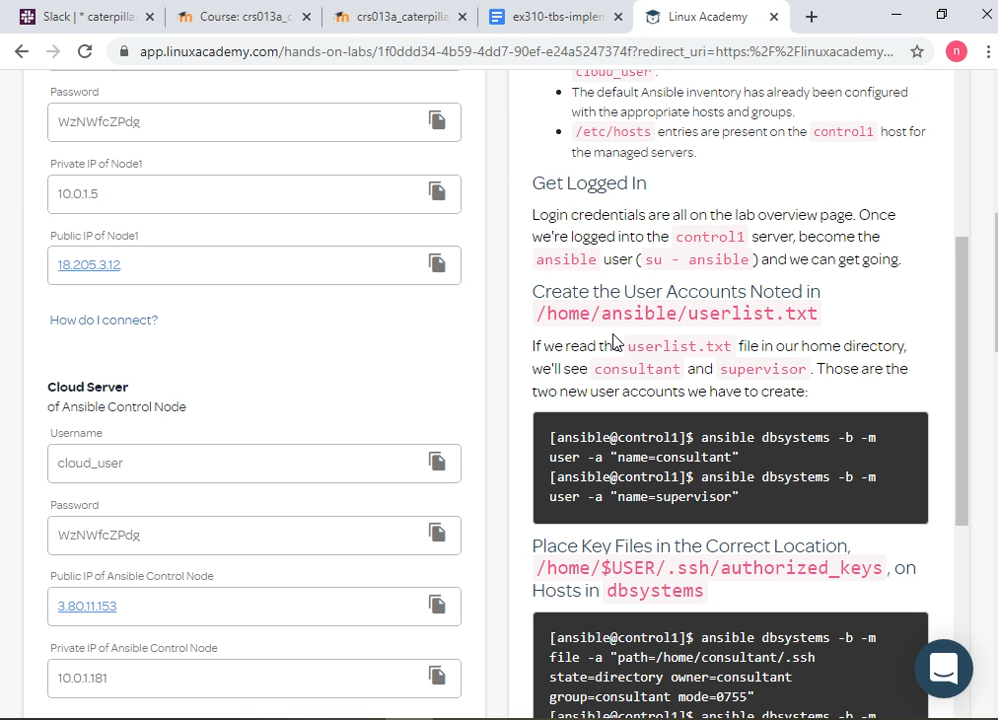 Slack | * caterpilla
Course: crs013a_c
crs013a_caterpilla
ex310-tbs-implem
Linux Academy
app.linuxacademy.com/hands-on-labs/1f0ddd34-4b59-4dd7-90ef-e24a5247374f?redirect_uri=https:%2F%2Flinuxacademy...
n
Password
WzNWfcZPdg
Private IP of Node1
10.0.1.5
Public IP of Node1
18.205.3.12
How do I connect?
Cloud Server
of Ansible Control Node
Username
cloud_user
Password
WzNWfcZPdg
Public IP of Ansible Control Node
3.80.11.153
Private IP of Ansible Control Node
10.0.1.181
cloud_user.
• The default Ansible inventory has already been configured
with the appropriate hosts and groups.
• /etc/hosts entries are present on the control1 host for
the managed servers.
Get Logged In
Login credentials are all on the lab overview page. Once
we're logged into the control1 server, become the
ansible user ( su - ansible ) and we can get going.
Create the User Accounts Noted in
/home/ansible/userlist.txt
If we read the userlist.txt file in our home directory,
we'll see consultant and supervisor. Those are the
two new user accounts we have to create:
[ansible@control1]$ ansible dbsystems -b -m
user -a "name=consultant"
[ansible@control1]$ ansible dbsystems -b -m
user -a "name=supervisor"
Place Key Files in the Correct Location,
/home/$USER/.ssh/authorized_keys, on
Hosts in dbsystems
[ansible@control1]$ ansible dbsystems -b -m
file -a "path=/home/consultant/.ssh
state=directory owner=consultant
group=consultant mode=0755"
[ansible@control1]$ ansible dbsystems -b -m